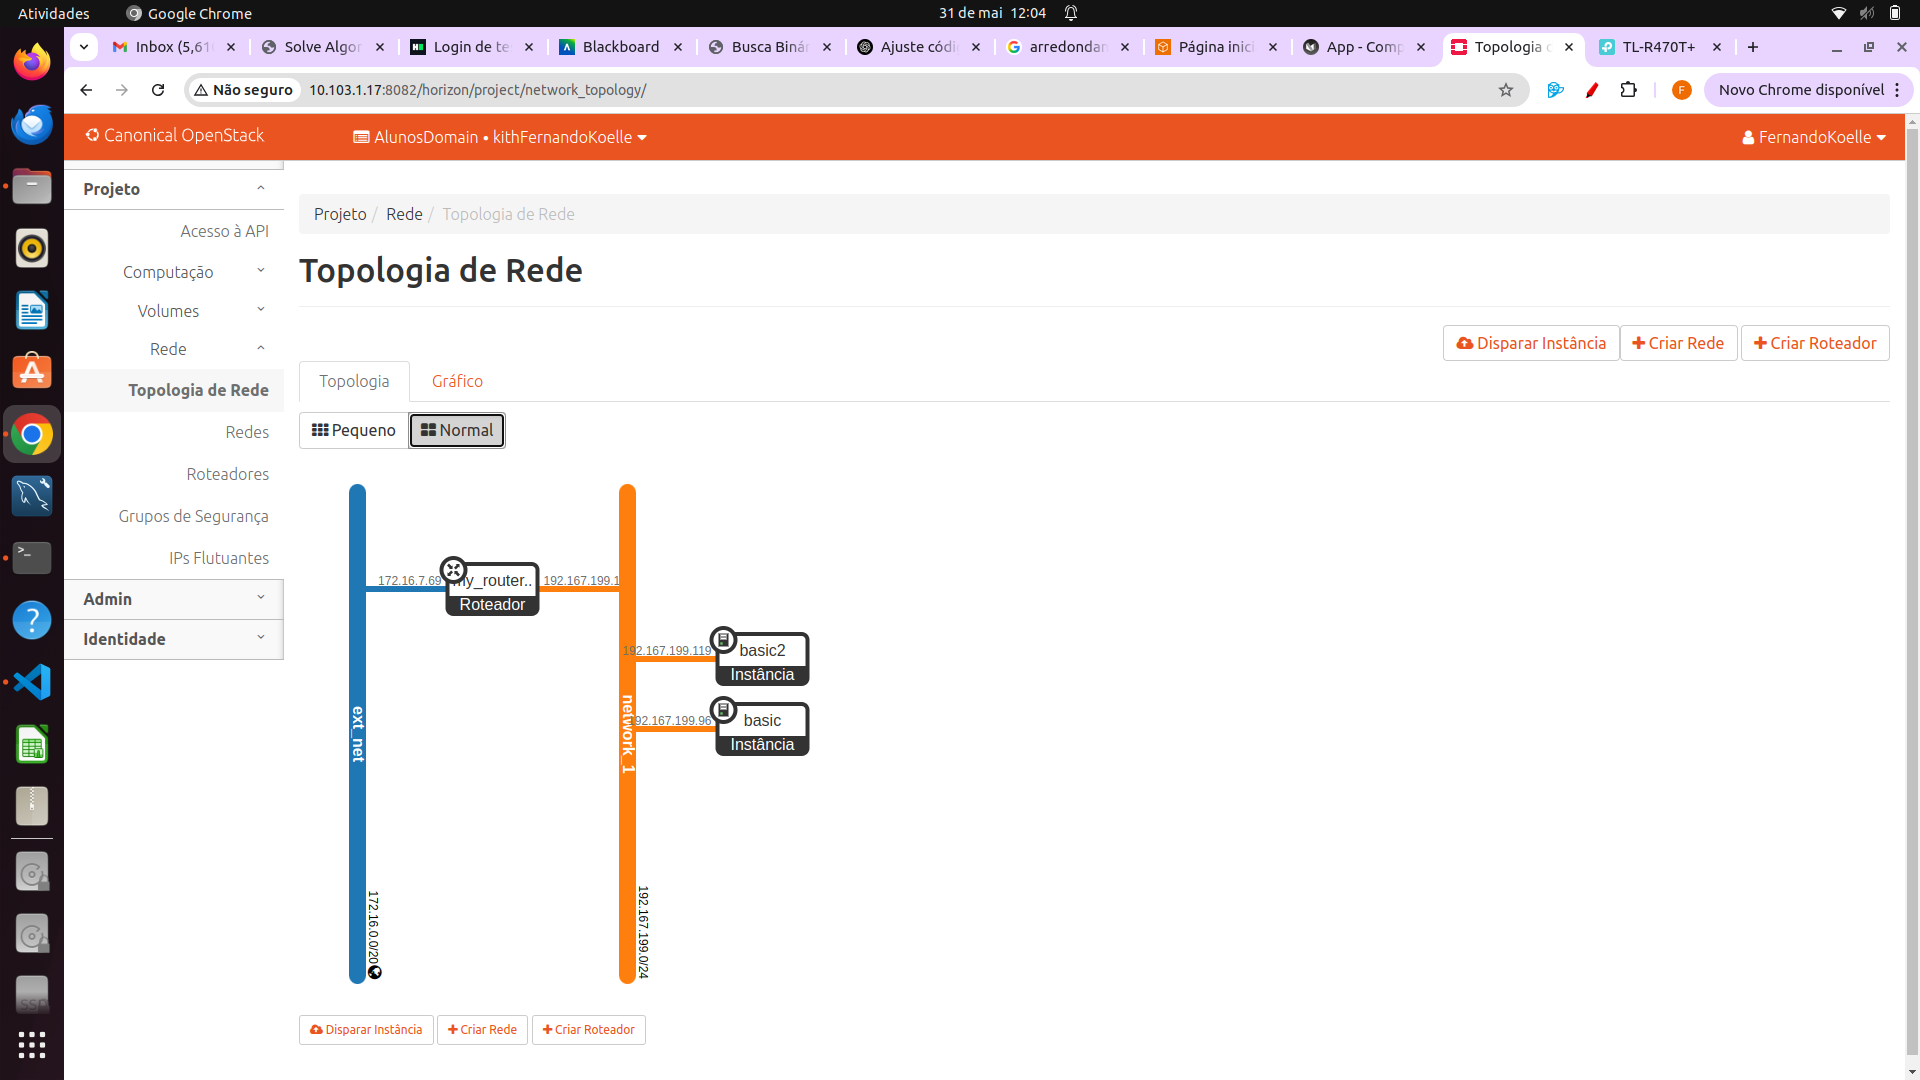 Atividades
Google Chrome
31 de mai 12:04
Inbox (5,61
Solve Algor
Login de te
Blackboard
Busca Binár
Ajuste códi
arredondan
Página inici
App - Comp
Topologia
TL-R470T+
Não seguro
10.103.1.17:8082/horizon/project/network_topology/
F
Novo Chrome disponível
Canonical OpenStack
AlunosDomain • kithFernandoKoelle
FernandoKoelle
Projeto
Acesso à API
Computação
Volumes
Rede
Topologia de Rede
Redes
Roteadores
Grupos de Segurança
IPs Flutuantes
Admin
Identidade
Projeto / Rede / Topologia de Rede
Topologia de Rede
Disparar Instância
+ Criar Rede
+ Criar Roteador
Topologia
Gráfico
Pequeno
Normal
172.16.7.69
my_router..
Roteador
192.167.199.1
192.167.199.119
basic2
Instância
192.167.199.96
basic
Instância
ext_net
network_1
172.16.0.0/20
192.167.199.0/24
Disparar Instância
+ Criar Rede
+ Criar Roteador